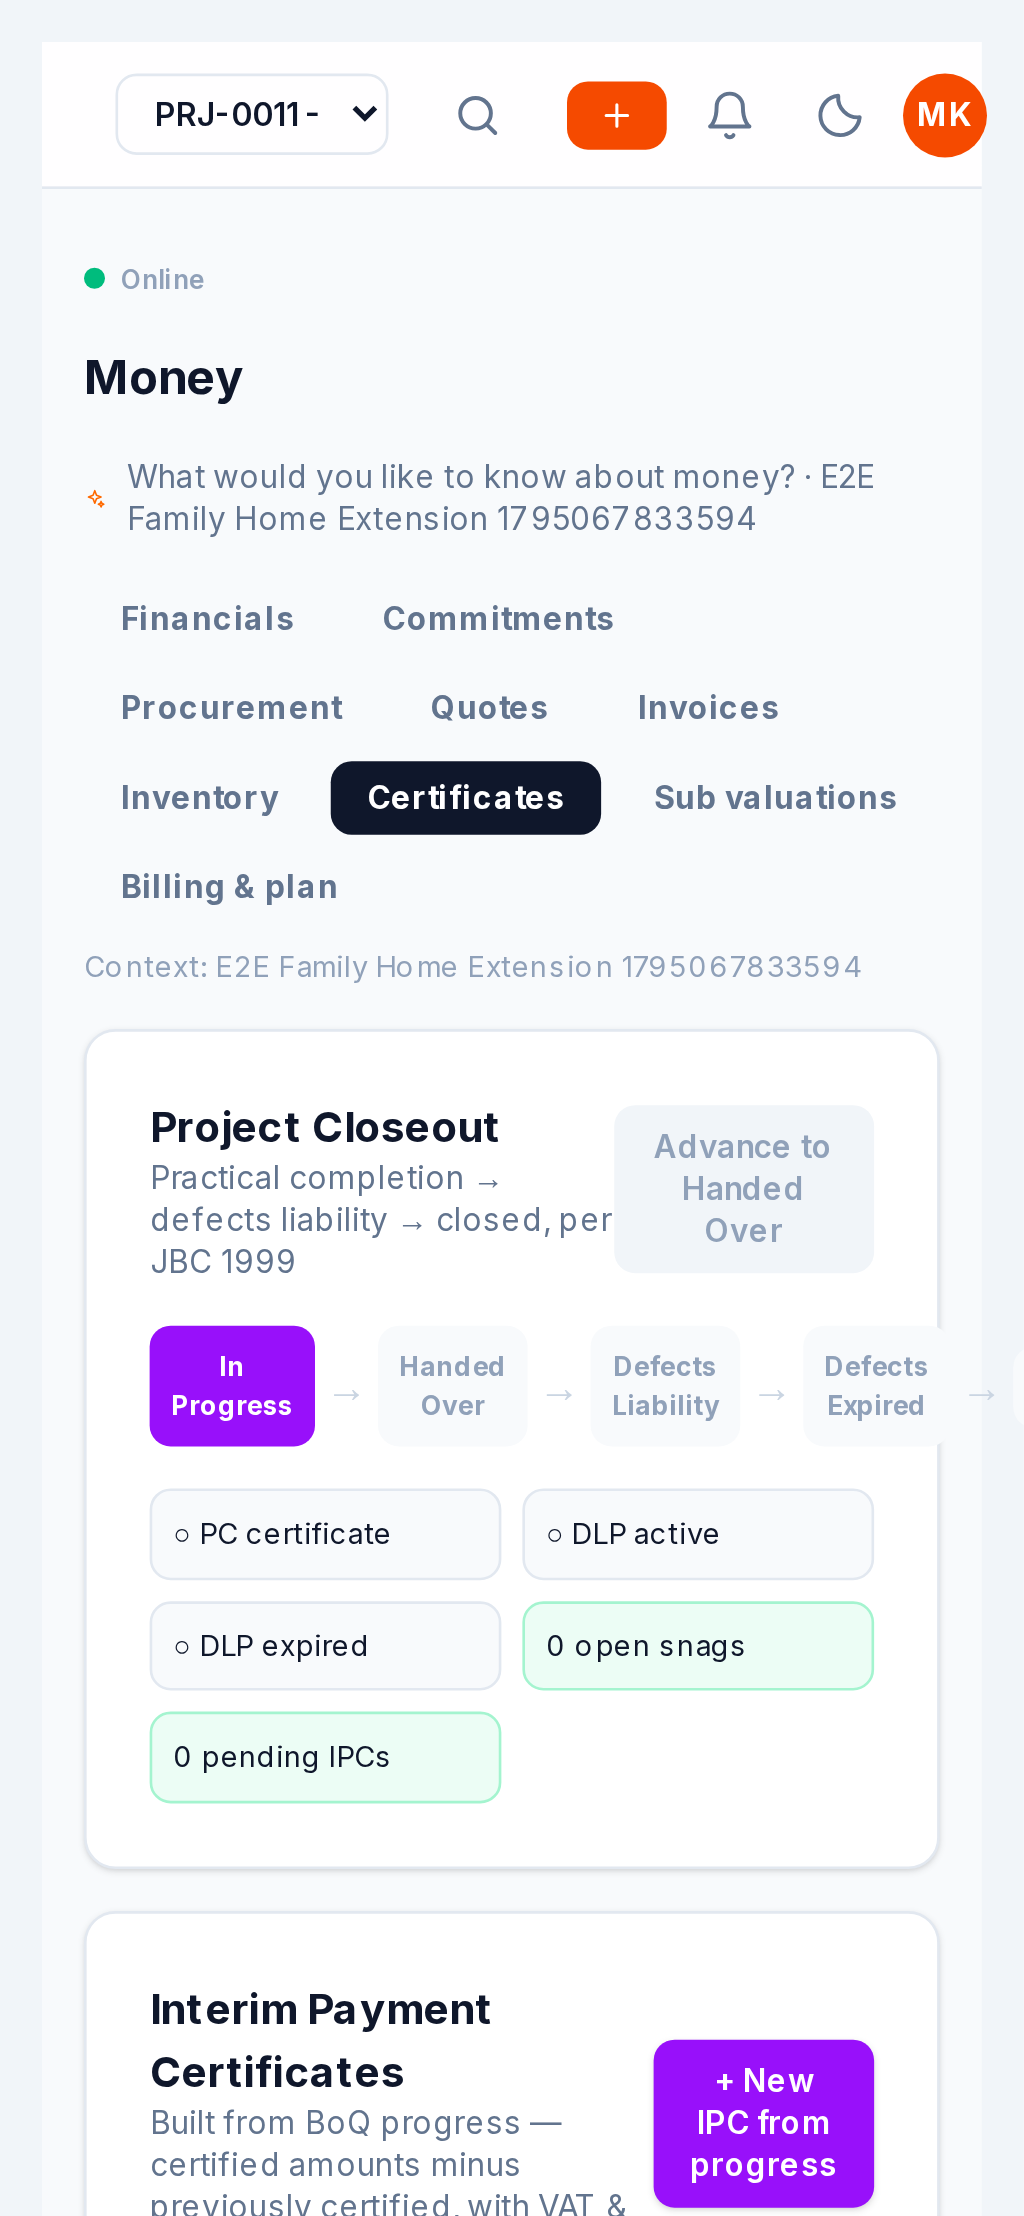 PRJ-0011 -
+
MK
Online
Money
What would you like to know about money? · E2E
Family Home Extension 1795067833594
Financials
Commitments
Procurement
Quotes
Invoices
Inventory
Certificates
Sub valuations
Billing & plan
Context: E2E Family Home Extension 1795067833594
Project Closeout
Practical completion →
defects liability → closed, per
JBC 1999
Advance to
Handed
Over
In
Progress
→
Handed
Over
→
Defects
Liability
→
Defects
Expired
→
○ PC certificate
○ DLP active
○ DLP expired
0 open snags
0 pending IPCs
Interim Payment
Certificates
Built from BoQ progress —
certified amounts minus
previously certified, with VAT &
+ New
IPC from
progress